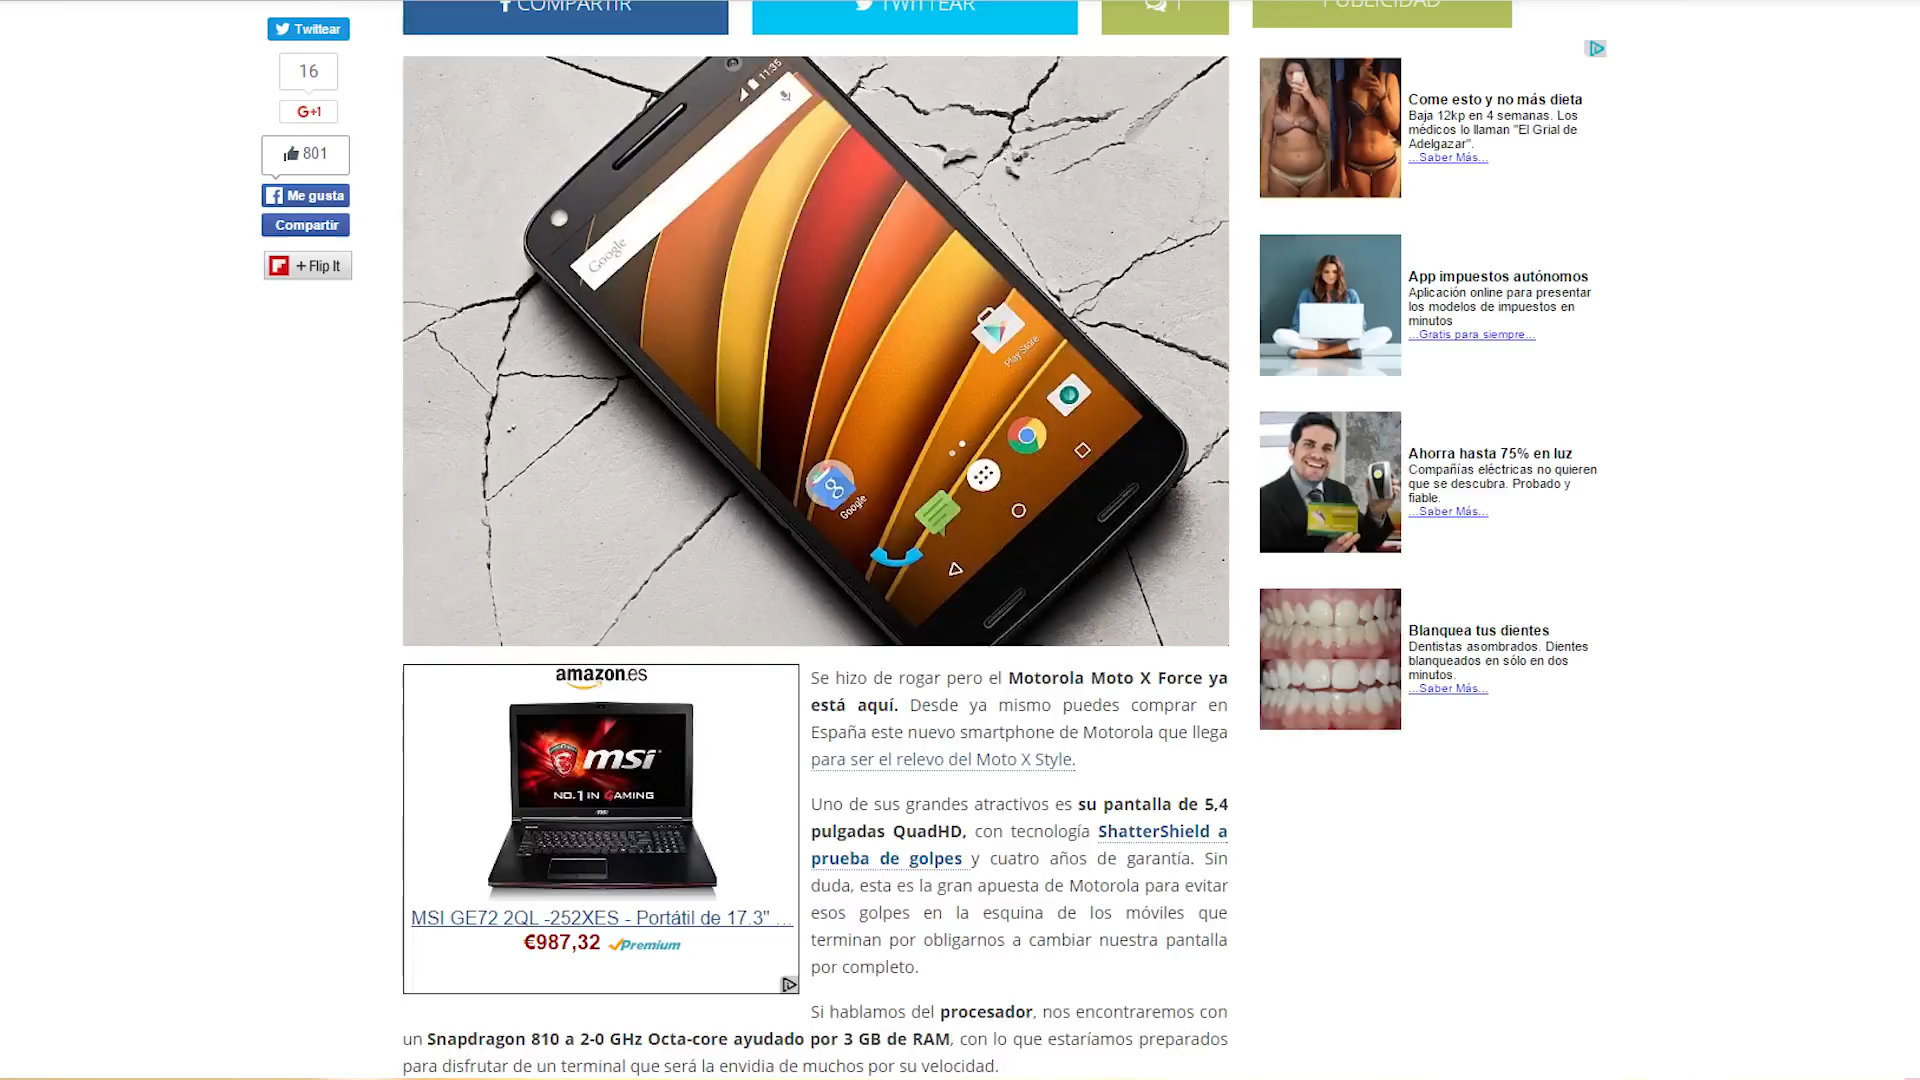 COMPARTIR
TWITTEAR
1
PUBLICIDAD
Twittear
16
G+1
801
Me gusta
Compartir
+ Flip It
11:35
Google
Play Store
Google
Come esto y no más dieta
Baja 12kp en 4 semanas. Los
médicos lo llaman "El Grial de
Adelgazar".
...Saber Más...
App impuestos autónomos
Aplicación online para presentar
los modelos de impuestos en
minutos
...Gratis para siempre...
Ahorra hasta 75% en luz
Compañías eléctricas no quieren
que se descubra. Probado y
fiable.
...Saber Más...
Blanquea tus dientes
Dentistas asombrados. Dientes
blanqueados en sólo en dos
minutos.
...Saber Más...
amazon.es
msi
NO.1 IN GAMING
MSI GE72 2QL -252XES - Portátil de 17.3" ...
€987,32 Premium
Se hizo de rogar pero el Motorola Moto X Force ya
está aquí. Desde ya mismo puedes comprar en
España este nuevo smartphone de Motorola que llega
para ser el relevo del Moto X Style.
Uno de sus grandes atractivos es su pantalla de 5,4
pulgadas QuadHD, con tecnología ShatterShield a
prueba de golpes y cuatro años de garantía. Sin
duda, esta es la gran apuesta de Motorola para evitar
esos golpes en la esquina de los móviles que
terminan por obligarnos a cambiar nuestra pantalla
por completo.
Si hablamos del procesador, nos encontraremos con
un Snapdragon 810 a 2-0 GHz Octa-core ayudado por 3 GB de RAM, con lo que estaríamos preparados
para disfrutar de un terminal que será la envidia de muchos por su velocidad.